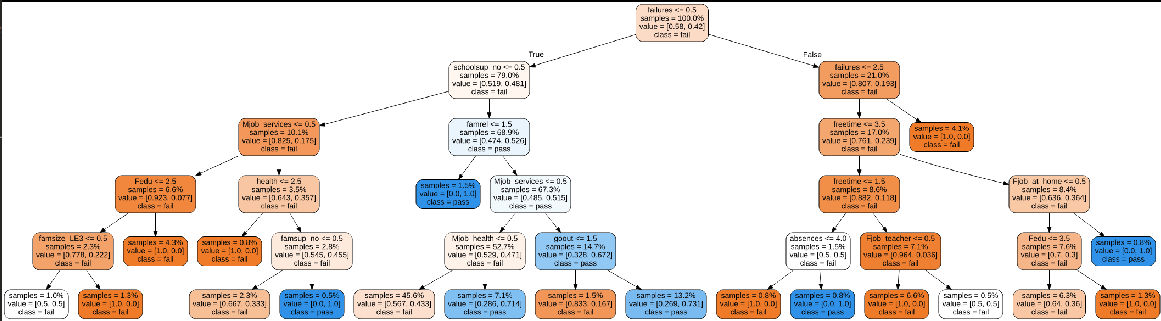 failures <= 0.5
samples = 100.0%
value = [0.58, 0.42]
class = fail
True
False
schoolsup_no <= 0.5
samples = 79.0%
value = [0.519, 0.481]
class = fail
failures <= 2.5
samples = 21.0%
value = [0.807, 0.193]
class = fail
Mjob_services <= 0.5
samples = 10.1%
value = [0.825, 0.175]
class = fail
famrel <= 1.5
samples = 68.9%
value = [0.474, 0.526]
class = pass
freetime <= 3.5
samples = 17.0%
value = [0.761, 0.239]
class = fail
samples = 4.1%
value = [1.0, 0.0]
class = fail
Fedu <= 2.5
samples = 6.6%
value = [0.923, 0.077]
class = fail
health <= 2.5
samples = 3.5%
value = [0.643, 0.357]
class = fail
samples = 1.5%
value = [0.0, 1.0]
class = pass
Mjob_services <= 0.5
samples = 67.3%
value = [0.485, 0.515]
class = pass
freetime <= 1.5
samples = 8.6%
value = [0.882, 0.118]
class = fail
Fjob_at_home <= 0.5
samples = 8.4%
value = [0.636, 0.364]
class = fail
famsize_LE3 <= 0.5
samples = 2.3%
value = [0.778, 0.222]
class = fail
samples = 4.3%
value = [1.0, 0.0]
class = fail
samples = 0.8%
value = [1.0, 0.0]
class = fail
famsup_no <= 0.5
samples = 2.8%
value = [0.545, 0.455]
class = fail
Mjob_health <= 0.5
samples = 52.7%
value = [0.529, 0.471]
class = fail
goout <= 1.5
samples = 14.7%
value = [0.328, 0.672]
class = pass
absences <= 4.0
samples = 1.5%
value = [0.5, 0.5]
class = fail
Fjob_teacher <= 0.5
samples = 7.1%
value = [0.964, 0.036]
class = fail
Fedu <= 3.5
samples = 7.6%
value = [0.7, 0.3]
class = fail
samples = 0.8%
value = [0.0, 1.0]
class = pass
samples = 1.0%
value = [0.5, 0.5]
class = fail
samples = 1.3%
value = [1.0, 0.0]
class = fail
samples = 2.3%
value = [0.667, 0.333]
class = fail
samples = 0.5%
value = [0.0, 1.0]
class = pass
samples = 45.6%
value = [0.567, 0.433]
class = fail
samples = 7.1%
value = [0.286, 0.714]
class = pass
samples = 1.5%
value = [0.833, 0.167]
class = fail
samples = 13.2%
value = [0.269, 0.731]
class = pass
samples = 0.8%
value = [1.0, 0.0]
class = fail
samples = 0.8%
value = [0.0, 1.0]
class = pass
samples = 6.6%
value = [1.0, 0.0]
class = fail
samples = 0.5%
value = [0.5, 0.5]
class = fail
samples = 6.3%
value = [0.64, 0.36]
class = fail
samples = 1.3%
value = [1.0, 0.0]
class = fail